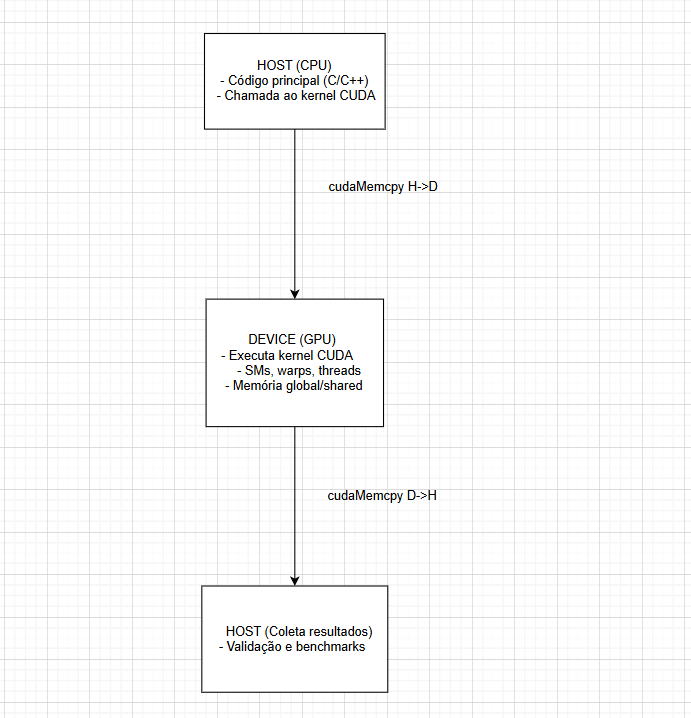 HOST (CPU)
- Código principal (C/C++)
- Chamada ao kernel CUDA
cudaMemcpy H->D
DEVICE (GPU)
- Executa kernel CUDA
- SMs, warps, threads
- Memória global/shared
cudaMemcpy D->H
HOST (Coleta resultados)
- Validação e benchmarks